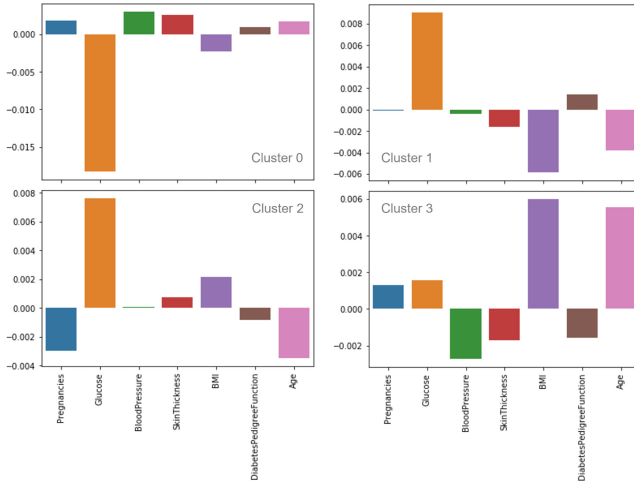 0.000
−0.005
−0.010
−0.015
Cluster 0
0.008
0.006
0.004
0.002
0.000
−0.002
−0.004
−0.006
Cluster 1
0.008
0.006
0.004
0.002
0.000
−0.002
−0.004
Cluster 2
Pregnancies
Glucose
BloodPressure
SkinThickness
BMI
DiabetesPedigreeFunction
Age
0.006
0.004
0.002
0.000
−0.002
Cluster 3
Pregnancies
Glucose
BloodPressure
SkinThickness
BMI
DiabetesPedigreeFunction
Age